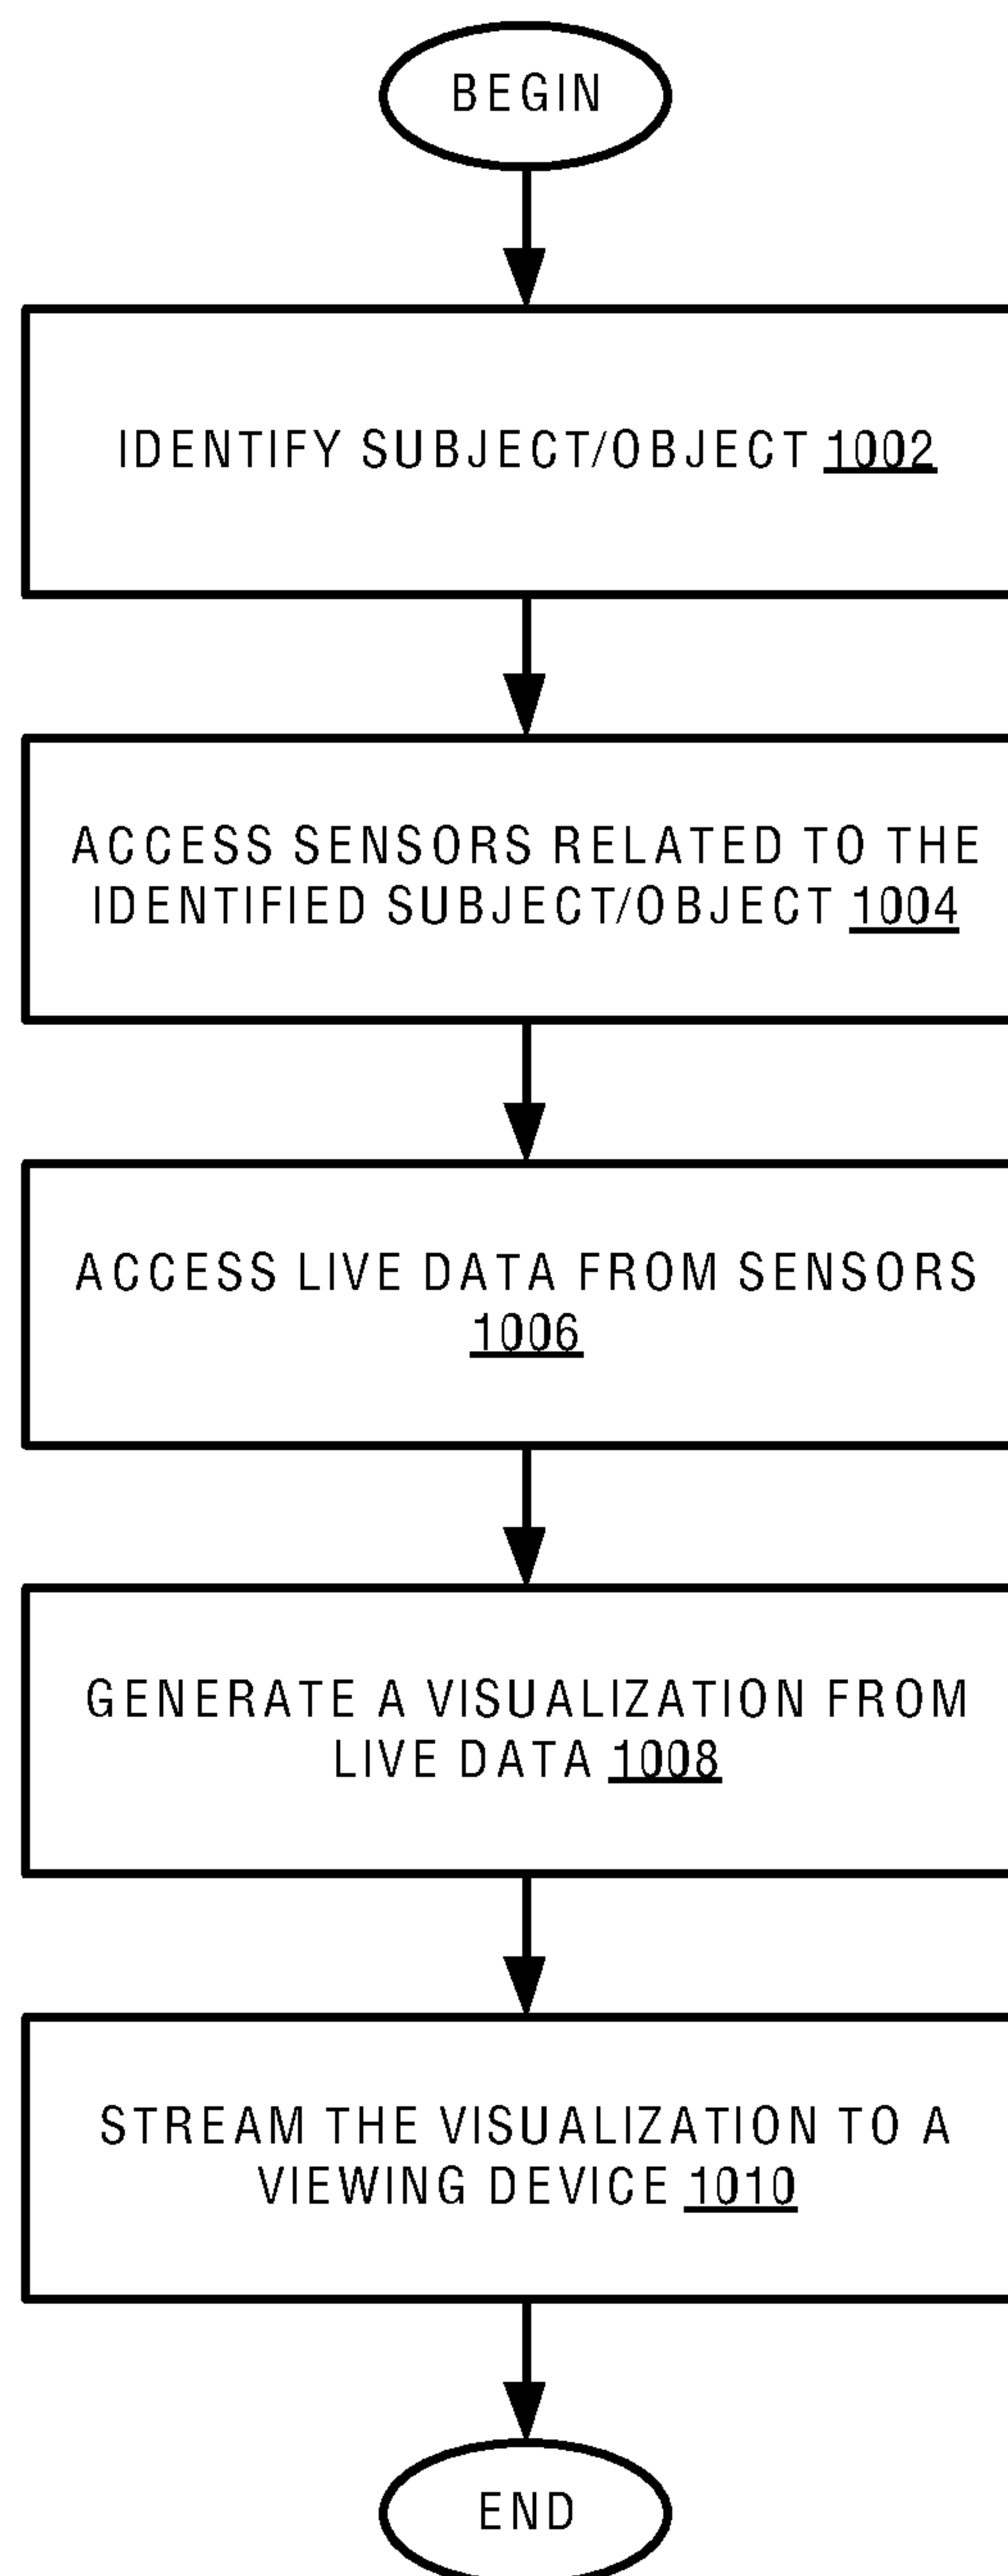 BEGIN
IDENTIFY SUBJECT/OBJECT 1002
ACCESS SENSORS RELATED TO THE
IDENTIFIED SUBJECT/OBJECT 1004
ACCESS LIVE DATA FROM SENSORS
1006
GENERATE A VISUALIZATION FROM
LIVE DATA 1008
STREAM THE VISUALIZATION TO A
VIEWING DEVICE 1010
END